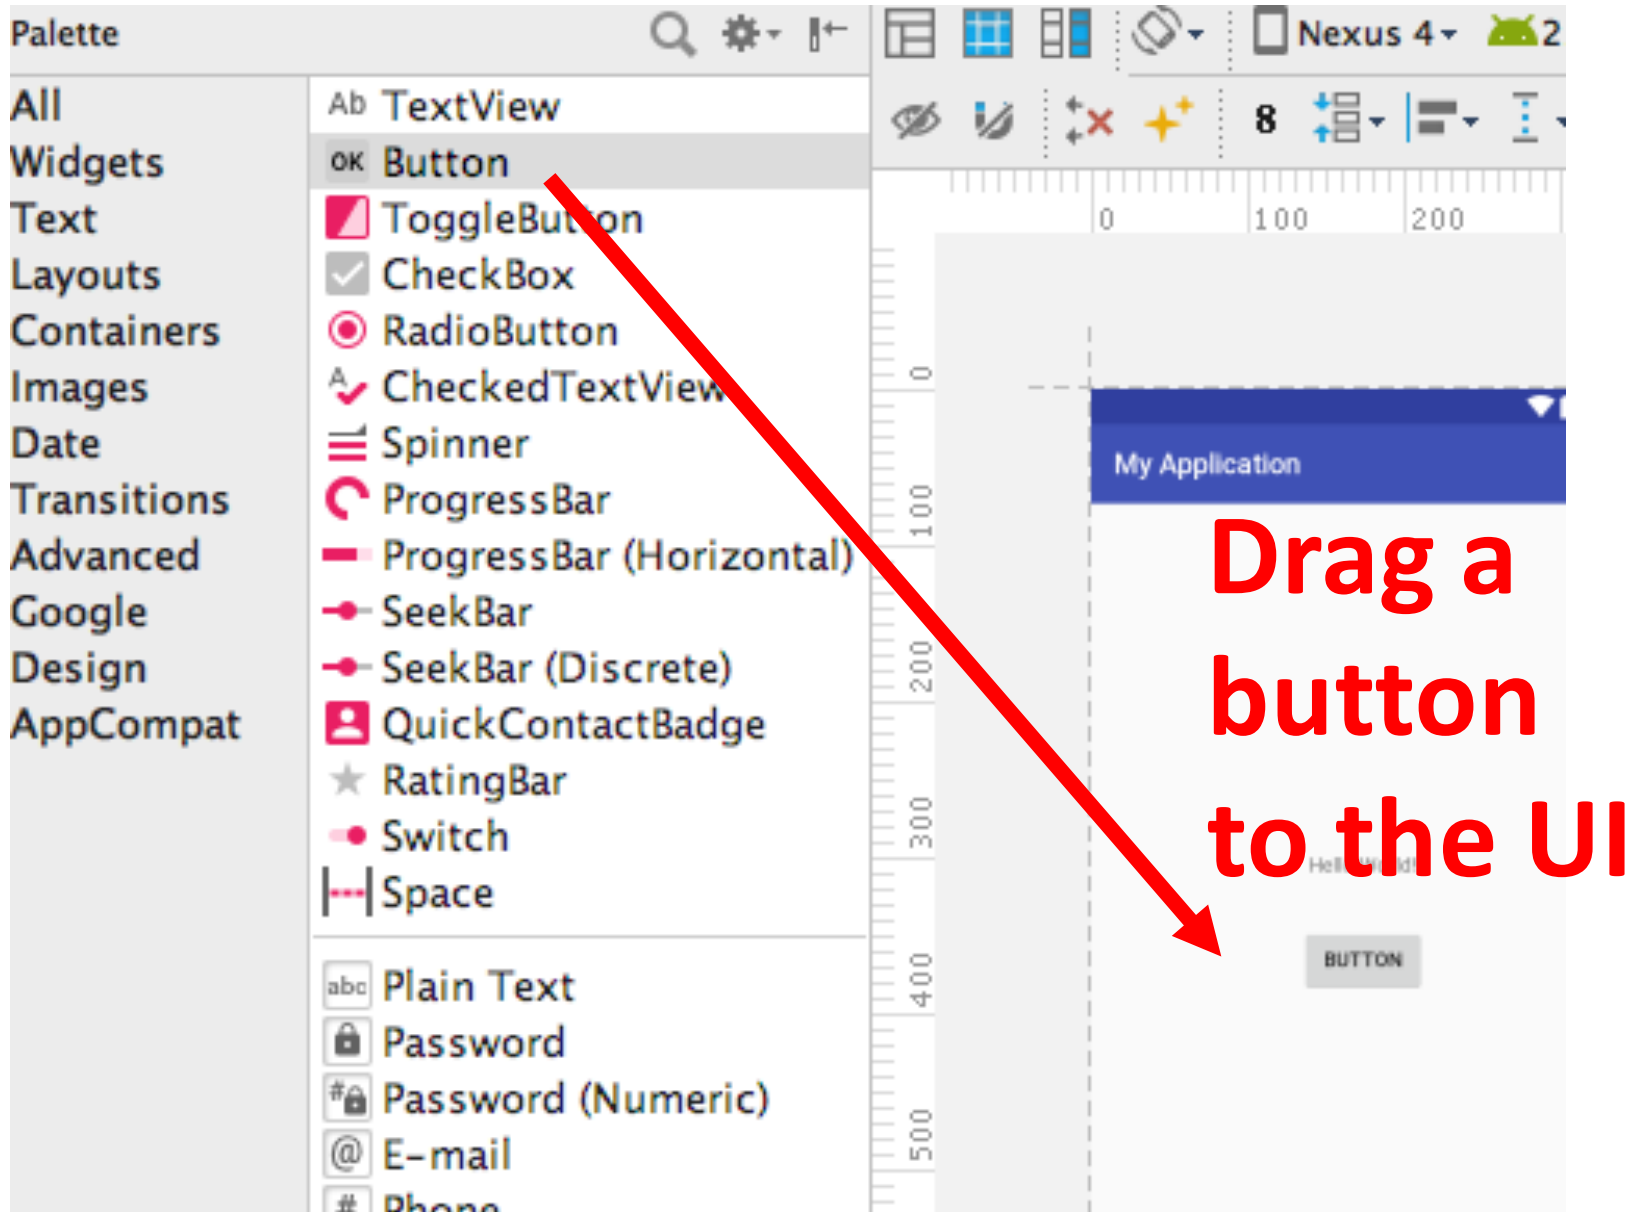 Palette
Nexus 4
2
All
Widgets
Text
Layouts
Containers
Images
Date
Transitions
Advanced
Google
Design
AppCompat
Ab TextView
OK Button
ToggleButton
CheckBox
RadioButton
CheckedTextView
Spinner
ProgressBar
ProgressBar (Horizontal)
SeekBar
SeekBar (Discrete)
QuickContactBadge
RatingBar
Switch
Space
abc Plain Text
Password
Password (Numeric)
@ E-mail
# Phone
8
0 100 200
0
100
200
300
400
500
My Application
Drag a
button
to the UI
Hello World!
BUTTON